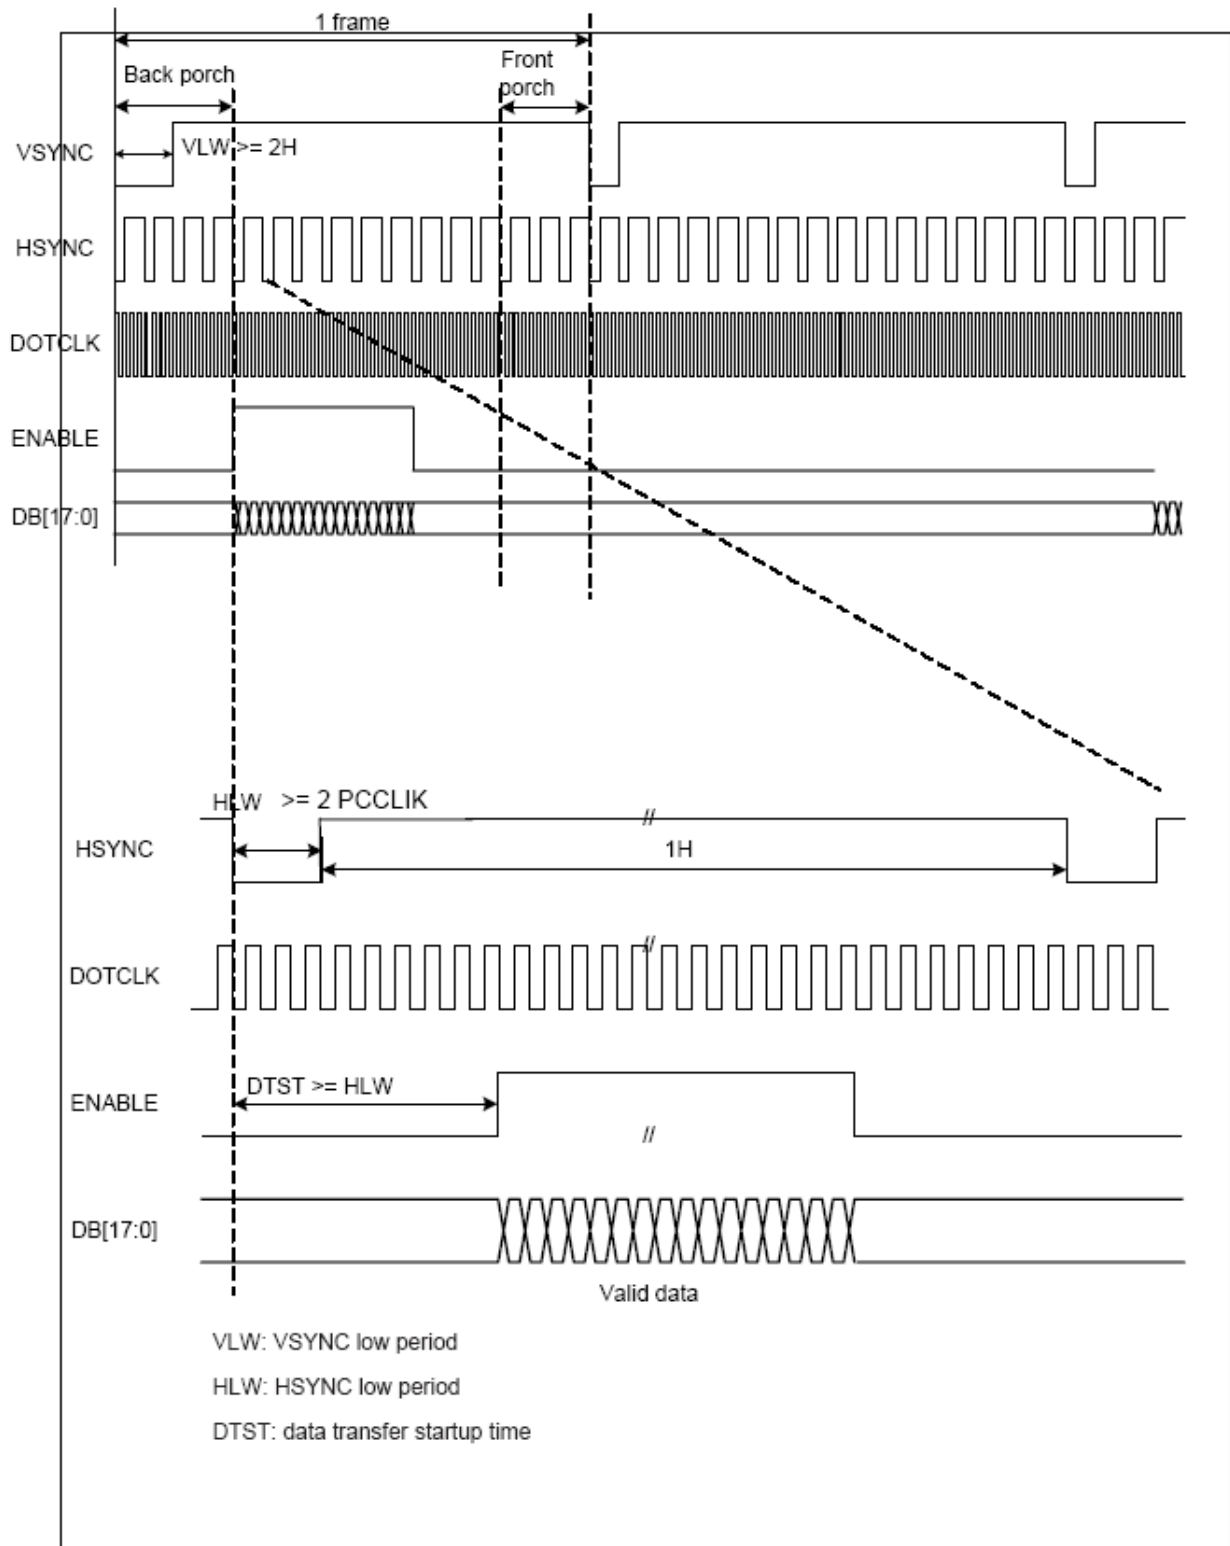 1 frame
Back porch
Front
porch
VSYNC
VLW >= 2H
HSYNC
DOTCLK
ENABLE
DB[17:0]
HLW >= 2 PCCLIK
//
HSYNC
1H
//
DOTCLK
DTST >= HLW
ENABLE
//
DB[17:0]
Valid data
VLW: VSYNC low period
HLW: HSYNC low period
DTST: data transfer startup time